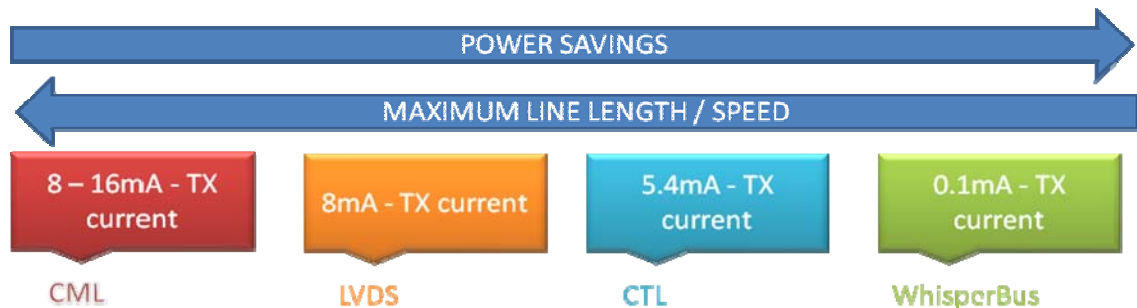 POWER SAVINGS
MAXIMUM LINE LENGTH / SPEED
8 – 16mA - TX
current
8mA - TX current
5.4mA - TX
current
0.1mA - TX
current
CML
LVDS
CTL
WhisperBus